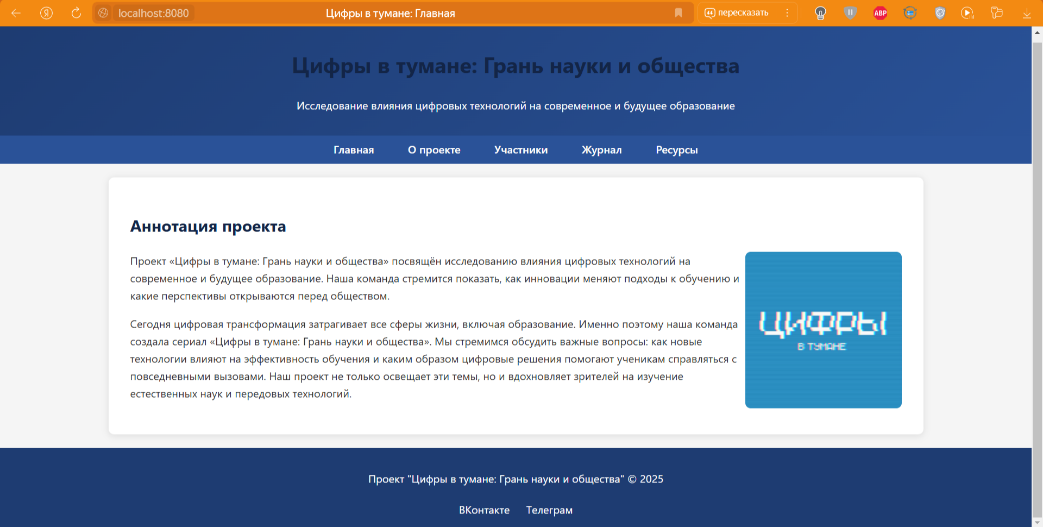 localhost:8080
Цифры в тумане: Главная
пересказать
ABP
Цифры в тумане: Грань науки и общества
Исследование влияния цифровых технологий на современное и будущее образование
Главная
О проекте
Участники
Журнал
Ресурсы
Аннотация проекта
Проект «Цифры в тумане: Грань науки и общества» посвящён исследованию влияния цифровых технологий на
современное и будущее образование. Наша команда стремится показать, как инновации меняют подходы к обучению и
какие перспективы открываются перед обществом.
Сегодня цифровая трансформация затрагивает все сферы жизни, включая образование. Именно поэтому наша команда
создала сериал «Цифры в тумане: Грань науки и общества». Мы стремимся обсудить важные вопросы: как новые
технологии влияют на эффективность обучения и каким образом цифровые решения помогают ученикам справляться с
повседневными вызовами. Наш проект не только освещает эти темы, но и вдохновляет зрителей на изучение
естественных наук и передовых технологий.
ЦИФРЫ
В ТУМАНЕ
Проект "Цифры в тумане: Грань науки и общества" © 2025
ВКонтакте
Телеграм